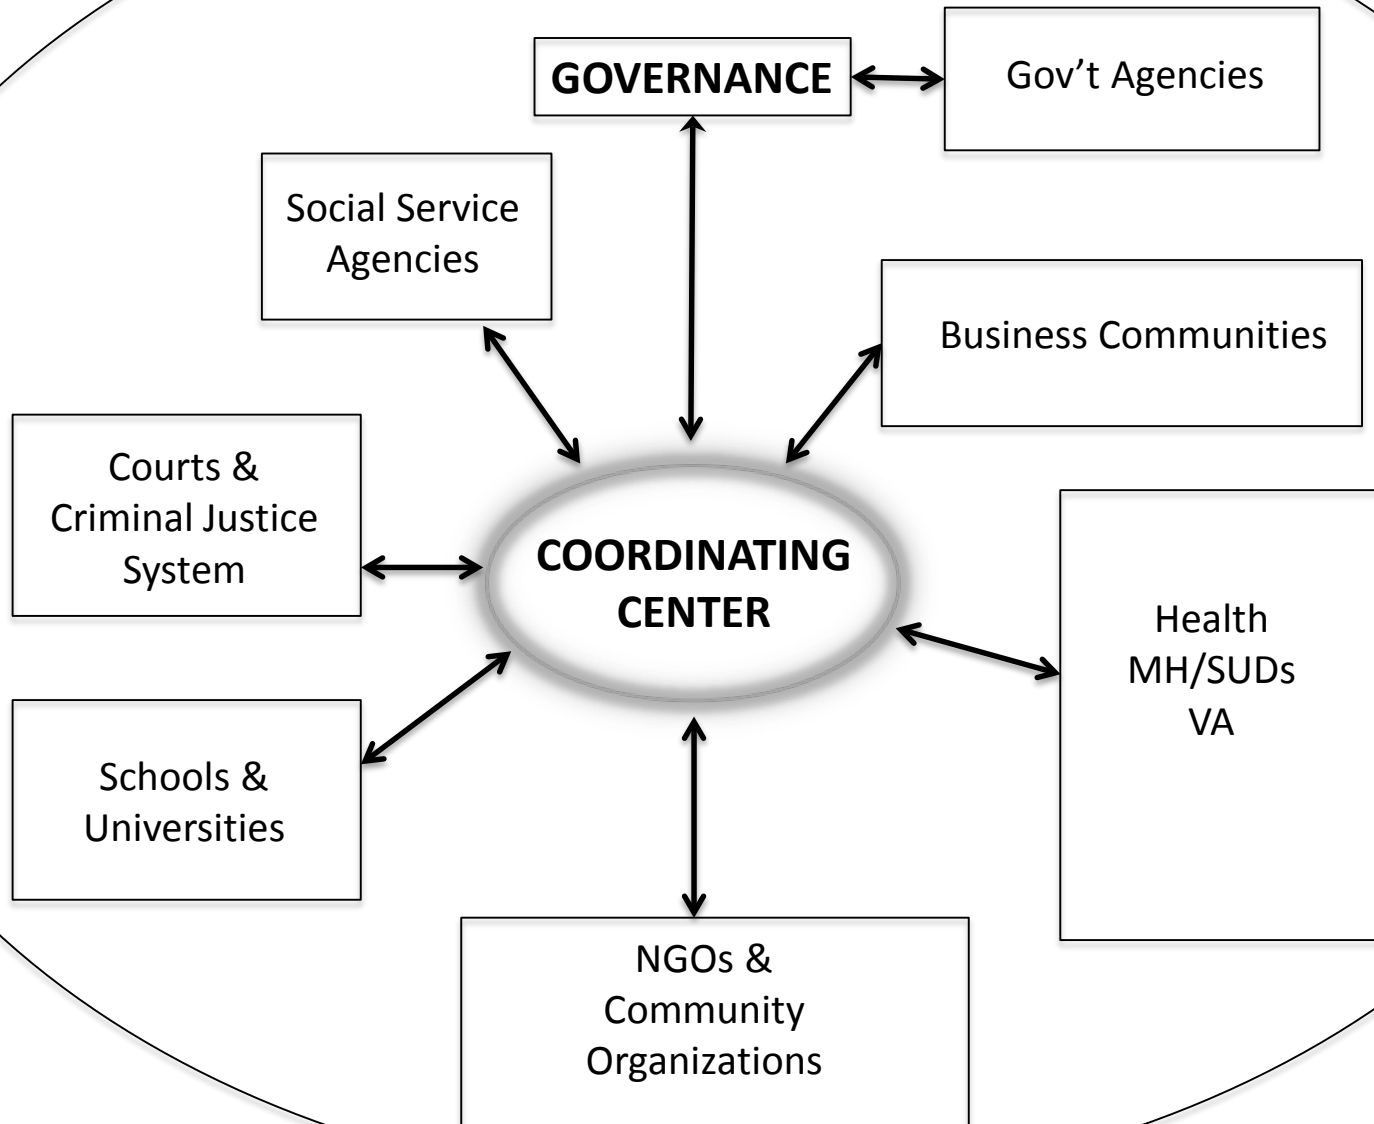 GOVERNANCE
Gov’t Agencies
Social Service
Agencies
Business Communities
Courts &
Criminal Justice
System
COORDINATING
CENTER
Health
MH/SUDs
VA
Schools &
Universities
NGOs &
Community
Organizations